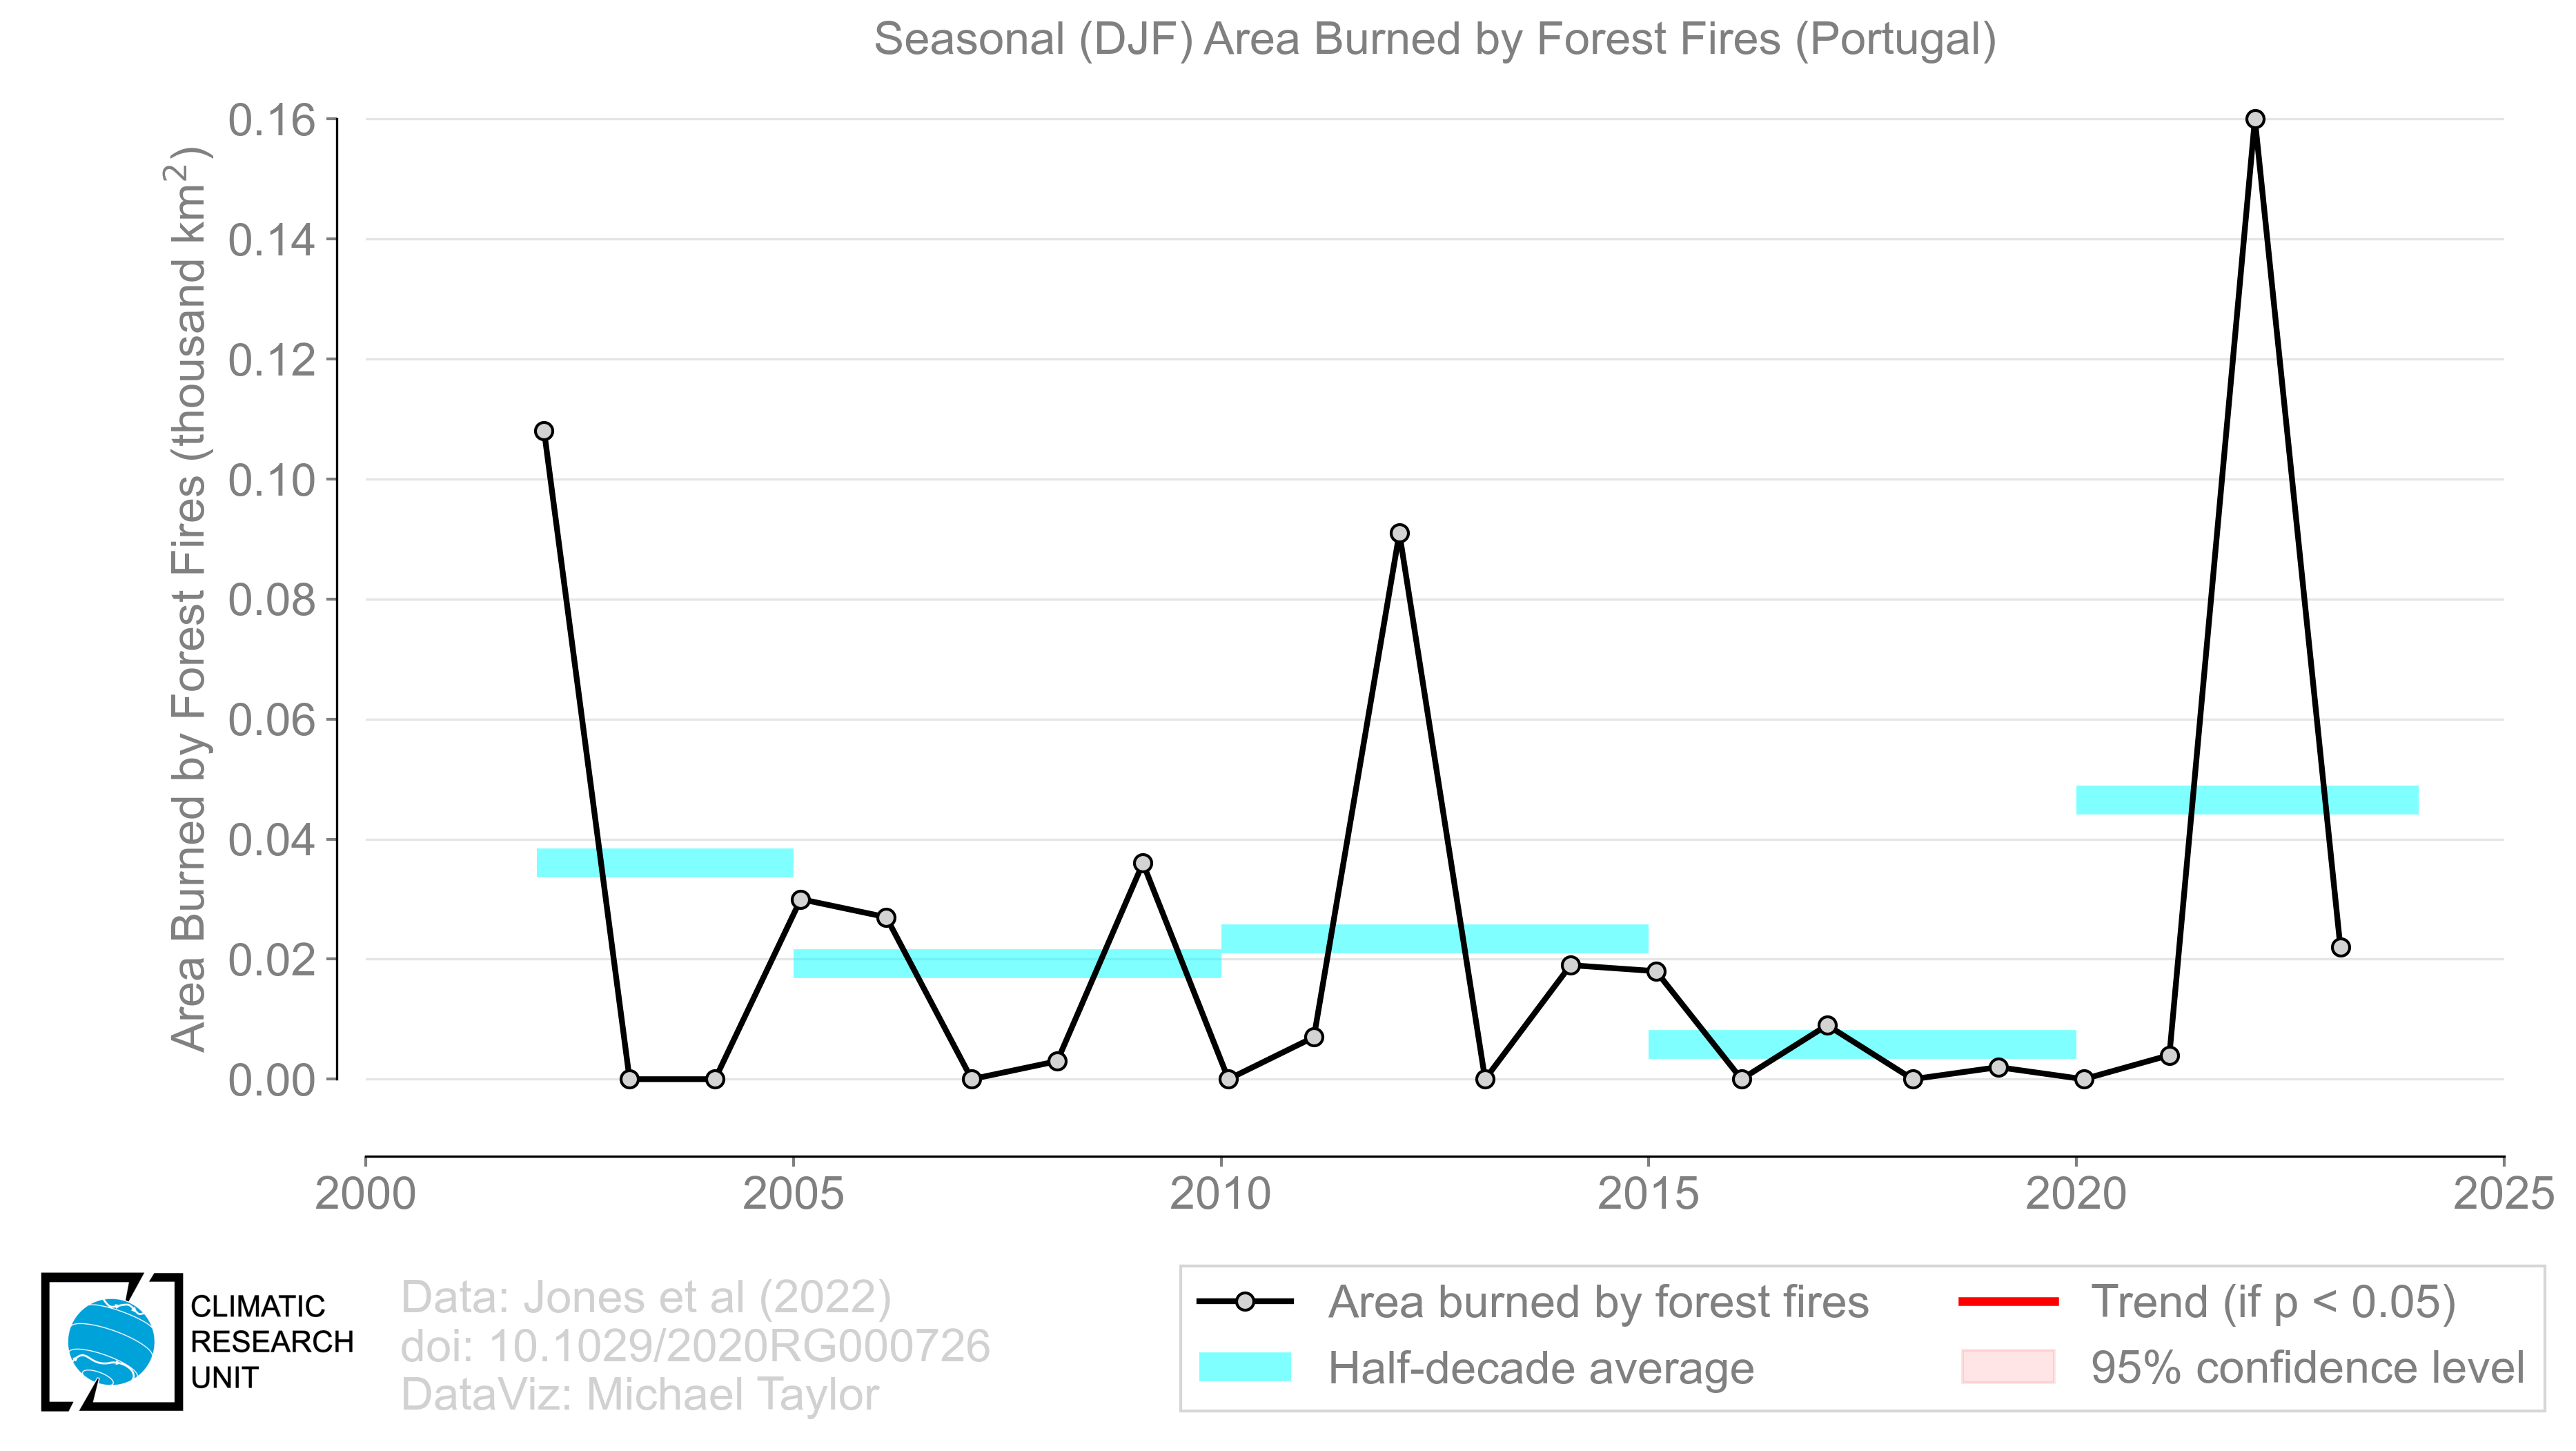 Seasonal (DJF) Area Burned by Forest Fires (Portugal)
Area Burned by Forest Fires (thousand km²)
0.16
0.14
0.12
0.10
0.08
0.06
0.04
0.02
0.00
2000 2005 2010 2015 2020 2025
CLIMATIC
RESEARCH
UNIT
Data: Jones et al (2022)
doi: 10.1029/2020RG000726
DataViz: Michael Taylor
Area burned by forest fires
Half-decade average
Trend (if p < 0.05)
95% confidence level